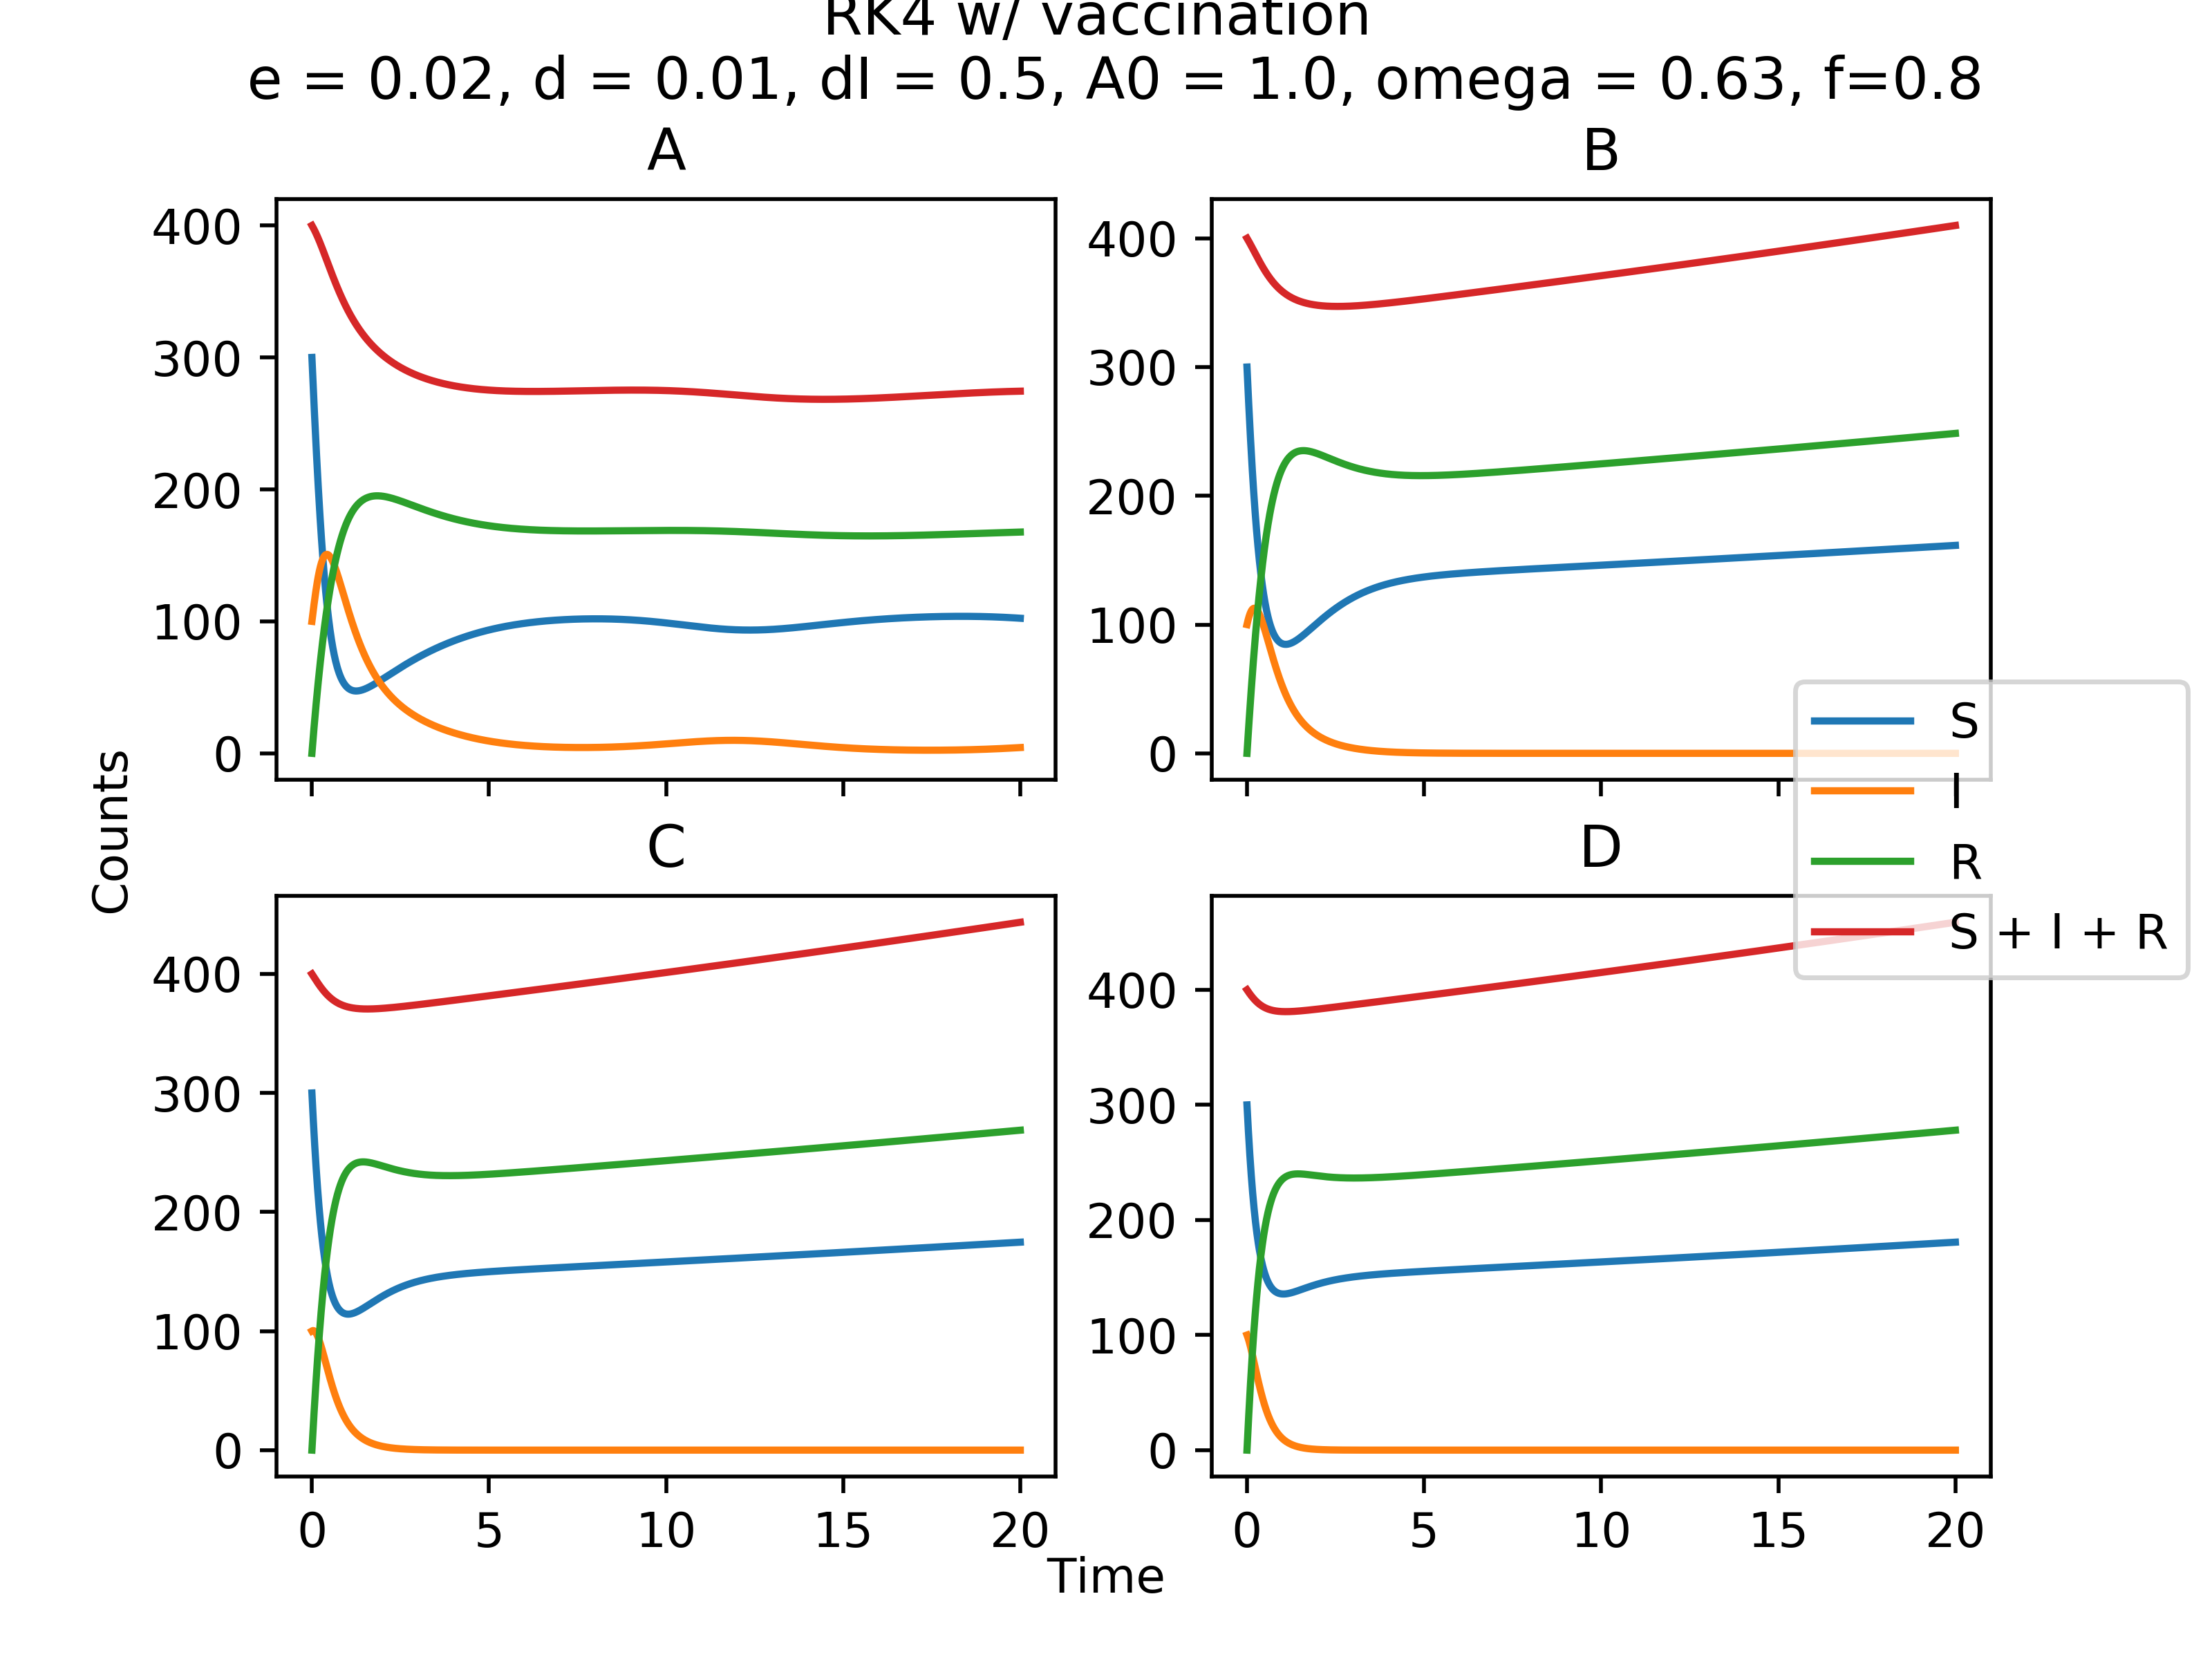 RK4 w/ vaccination
e = 0.02, d = 0.01, dI = 0.5, A0 = 1.0, omega = 0.63, f=0.8
A
400
300
200
100
0
B
400
300
200
100
0
Counts
C
400
300
200
100
0
0 5 10 15 20
D
400
300
200
100
0
0 5 10 15 20
S
I
R
S + I + R
Time